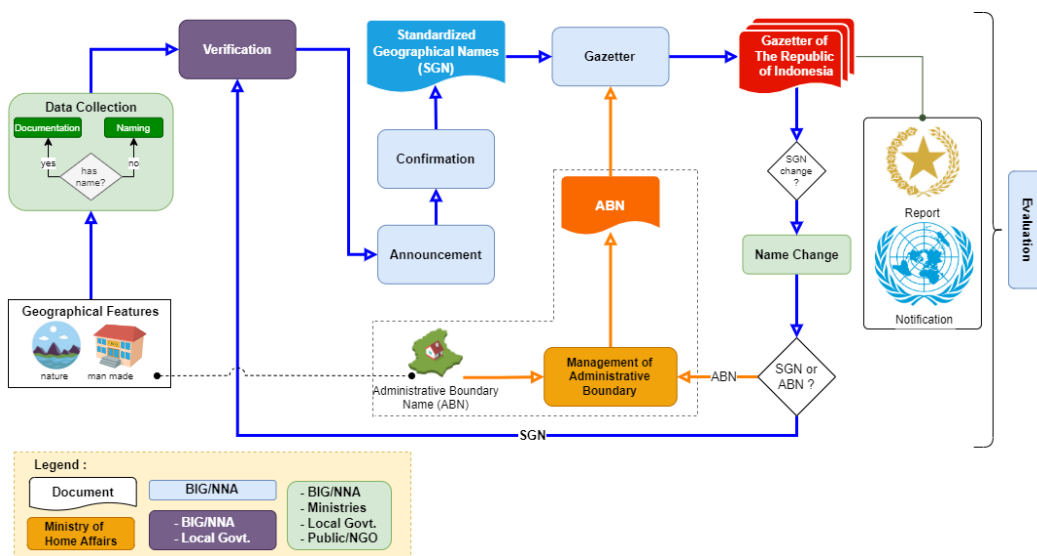 Verification
Standardized
Geographical Names
(SGN)
Gazetter
Gazetter of
The Republic
of Indonesia
Data Collection
Documentation
Naming
yes
has
name?
no
Confirmation
SGN
change
?
ABN
Report
Evaluation
Announcement
Name Change
Notification
Geographical Features
nature
man made
Administrative Boundary
Name (ABN)
Management of
Administrative
Boundary
ABN
SGN or
ABN ?
SGN
Legend :
Document
BIG/NNA
- BIG/NNA
- Ministries
- Local Govt.
- Public/NGO
Ministry of
Home Affairs
- BIG/NNA
- Local Govt.